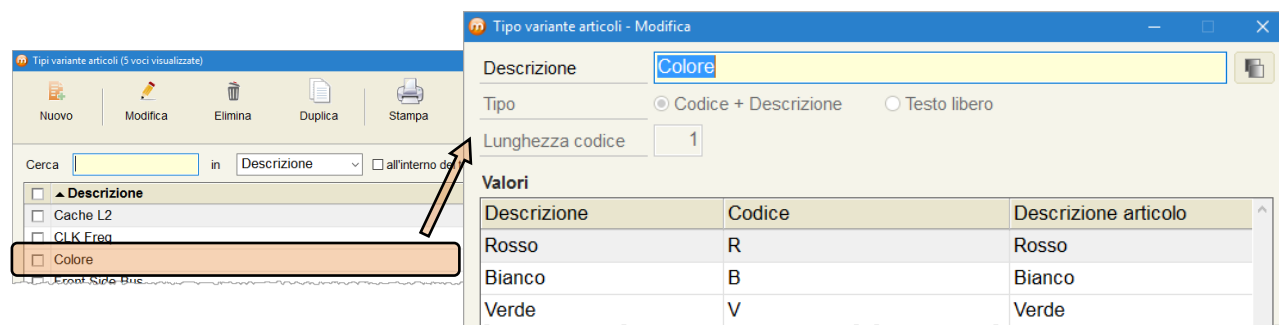 Tipi variante articoli (5 voci visualizzate)
Nuovo Modifica Elimina Duplica Stampa
Cerca in Descrizione all'interno del
Descrizione
Cache L2
CLK Freq
Colore
Front Side Bus
Tipo variante articoli - Modifica
Descrizione Colore
Tipo Codice + Descrizione Testo libero
Lunghezza codice 1
Valori
Descrizione Codice Descrizione articolo
Rosso R Rosso
Bianco B Bianco
Verde V Verde